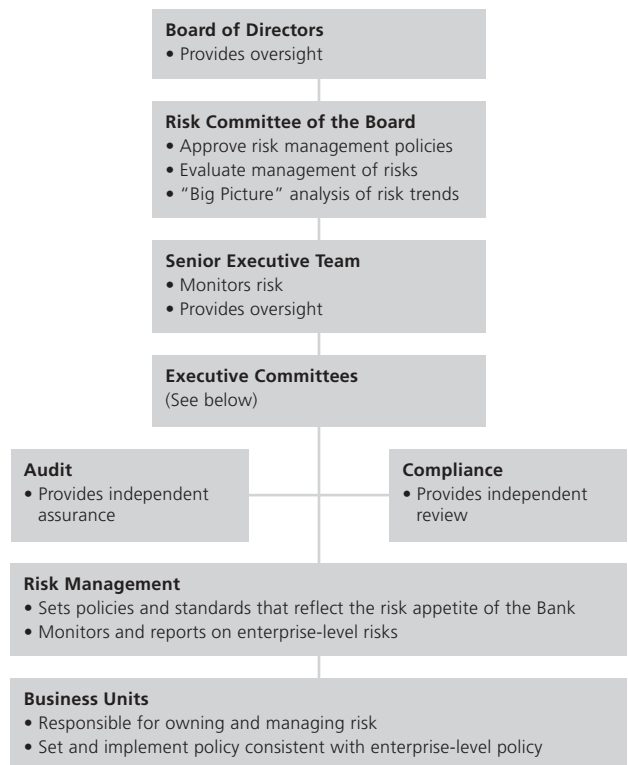 Board of Directors
• Provides oversight
Risk Committee of the Board
• Approve risk management policies
• Evaluate management of risks
• “Big Picture” analysis of risk trends
Senior Executive Team
• Monitors risk
• Provides oversight
Executive Committees
(See below)
Audit
• Provides independent
assurance
Compliance
• Provides independent
review
Risk Management
• Sets policies and standards that reflect the risk appetite of the Bank
• Monitors and reports on enterprise-level risks
Business Units
• Responsible for owning and managing risk
• Set and implement policy consistent with enterprise-level policy